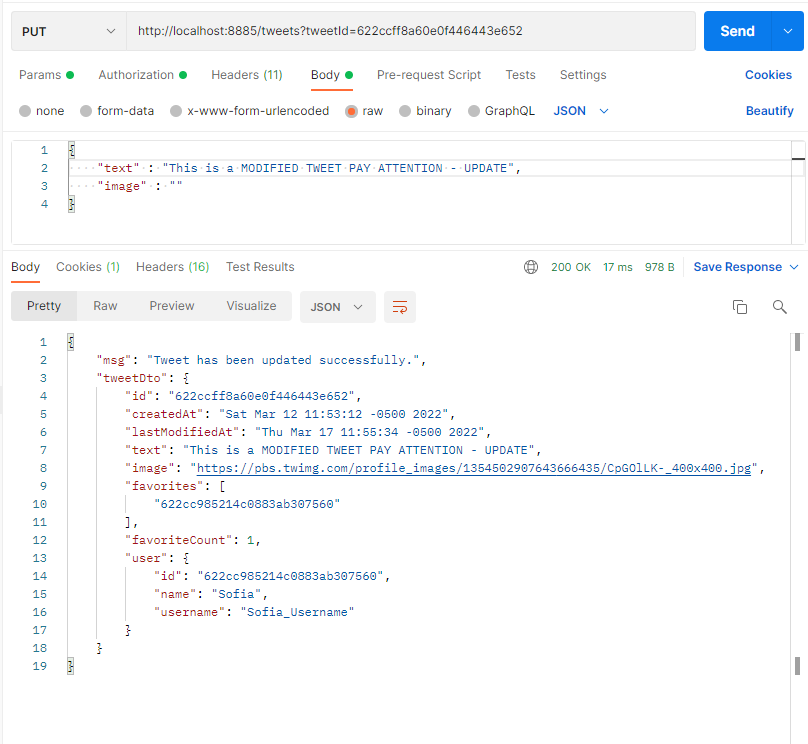 PUT http://localhost:8885/tweets?tweetId=622ccff8a60e0f446443e652 Send
Params Authorization Headers (11) Body Pre-request Script Tests Settings Cookies
none form-data x-www-form-urlencoded raw binary GraphQL JSON Beautify
1 {
2 "text" : "This is a MODIFIED TWEET PAY ATTENTION - UPDATE",
3 "image" : ""
4 }
Body Cookies (1) Headers (16) Test Results 200 OK 17 ms 978 B Save Response
Pretty Raw Preview Visualize JSON
1 {
2 "msg": "Tweet has been updated successfully.",
3 "tweetDto": {
4 "id": "622ccff8a60e0f446443e652",
5 "createdAt": "Sat Mar 12 11:53:12 -0500 2022",
6 "lastModifiedAt": "Thu Mar 17 11:55:34 -0500 2022",
7 "text": "This is a MODIFIED TWEET PAY ATTENTION - UPDATE",
8 "image": "https://pbs.twimg.com/profile_images/1354502907643666435/CpGOlLK-_400x400.jpg",
9 "favorites": [
10 "622cc985214c0883ab307560"
11 ],
12 "favoriteCount": 1,
13 "user": {
14 "id": "622cc985214c0883ab307560",
15 "name": "Sofia",
16 "username": "Sofia_Username"
17 }
18 }
19 }